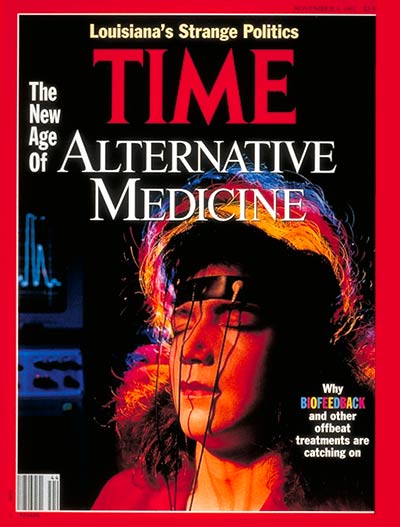 Louisiana's Strange Politics
TIME
The
New
Age
Of
ALTERNATIVE
MEDICINE
Why
BIOFEEDBACK
and other
offbeat
treatments are
catching on
44